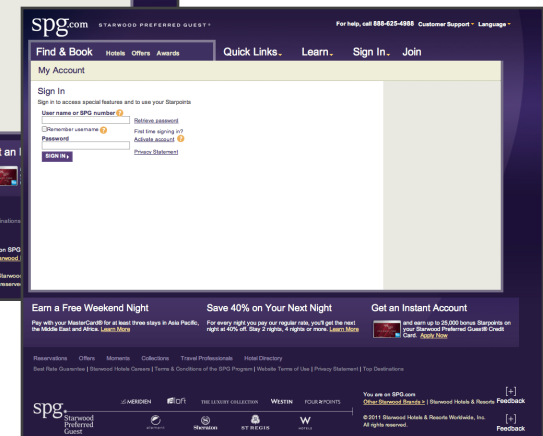 spg.com STARWOOD PREFERRED GUEST
For help, call 888-625-4988 Customer Support Language
Find & Book Hotels Offers Awards Quick Links Learn Sign In Join
My Account
Sign In
Sign in to access special features and to use your Starpoints
User name or SPG number ?
Retrieve password
Remember username ?
First time signing in?
Password
Activate account ?
SIGN IN
Privacy Statement
t an I
inations
on SPG
arwood
Starwoo
reserve
Earn a Free Weekend Night
Pay with your MasterCard® for at least three stays in Asia Pacific,
the Middle East and Africa. Learn More
Save 40% on Your Next Night
For every night you pay our regular rate, you'll get the next
night at 40% off. Stay 2 nights, 4 nights or more. Learn More
Get an Instant Account
and earn up to 25,000 bonus Starpoints on
your Starwood Preferred Guest® Credit
Card. Apply Now
Reservations Offers Moments Collections Travel Professionals Hotel Directory
Best Rate Guarantee | Starwood Hotels Careers | Terms & Conditions of the SPG Program | Website Terms of Use | Privacy Statement | Top Destinations
spg
Starwood
Preferred
Guest
LE MERIDIEN aloft THE LUXURY COLLECTION WESTIN FOUR POINTS
element Sheraton ST REGIS W HOTELS
You are on SPG.com
Other Starwood Brands > | Starwood Hotels & Resorts
© 2011 Starwood Hotels & Resorts Worldwide, Inc.
All rights reserved.
[+]
Feedback
[+]
Feedback